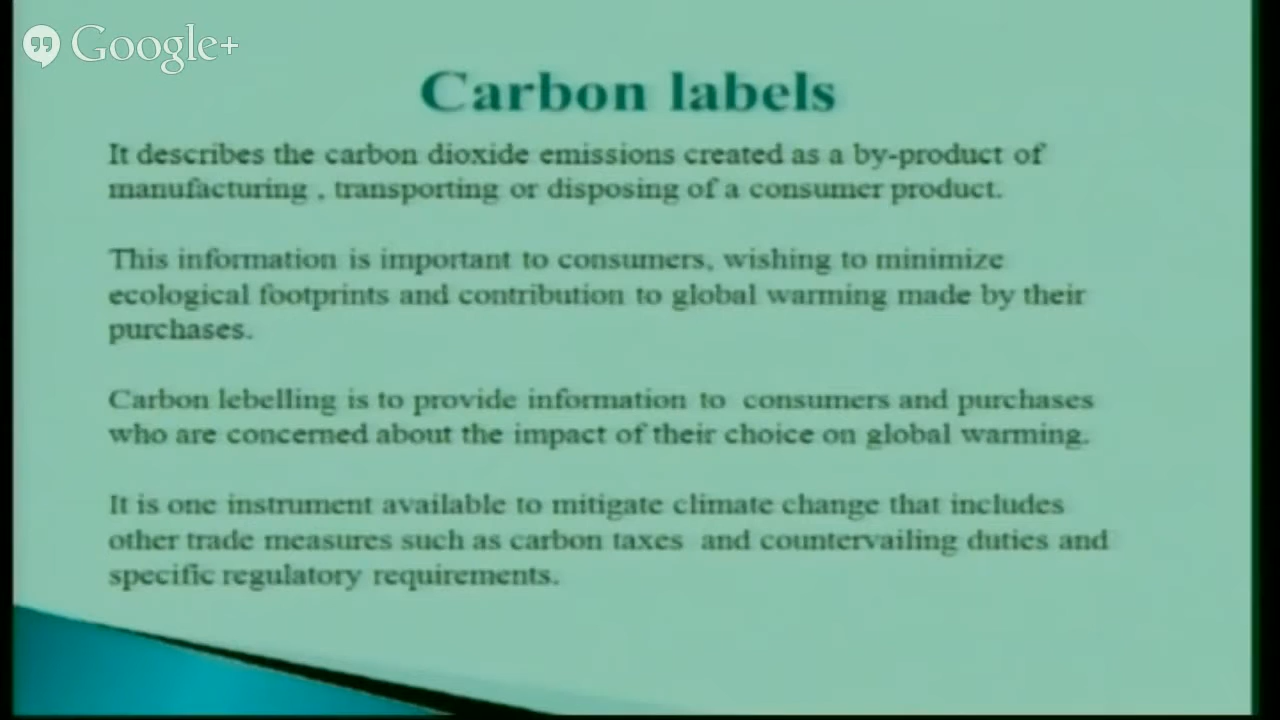 Google+
Carbon labels
It describes the carbon dioxide emissions created as a by-product of
manufacturing , transporting or disposing of a consumer product.
This information is important to consumers, wishing to minimize
ecological footprints and contribution to global warming made by their
purchases.
Carbon lebelling is to provide information to consumers and purchases
who are concerned about the impact of their choice on global warming.
It is one instrument available to mitigate climate change that includes
other trade measures such as carbon taxes and countervailing duties and
specific regulatory requirements.